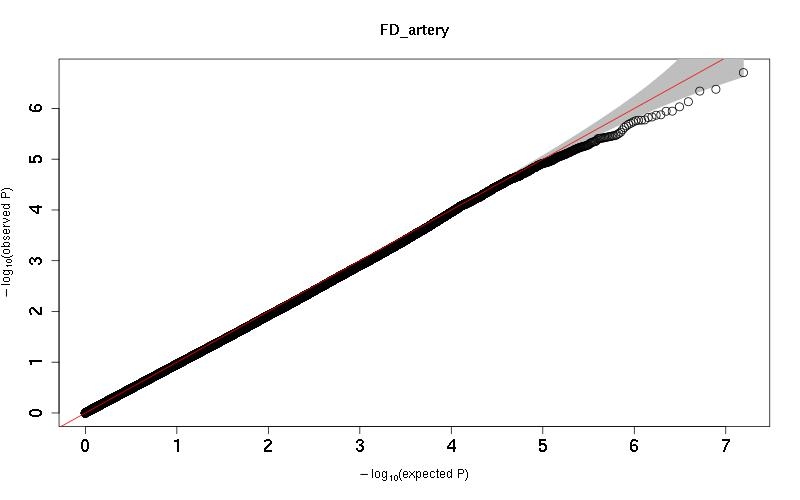 FD_artery
6
5
4
3
2
1
0
− log10(observed P)
0 1 2 3 4 5 6 7
− log10(expected P)